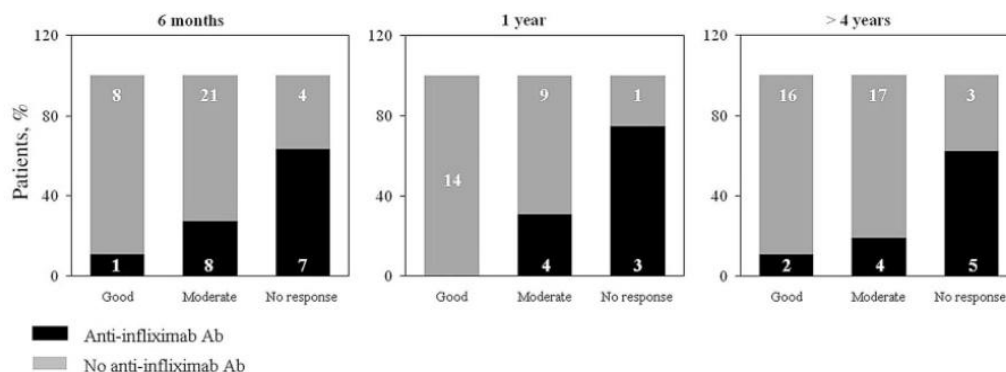 6 months
1 year
> 4 years
Patients, %
120
80
40
0
8
21
4
1
8
7
Good
Moderate
No response
120
80
40
0
14
9
1
4
3
Good
Moderate
No response
120
80
40
0
16
17
3
2
4
5
Good
Moderate
No response
Anti-infliximab Ab
No anti-infliximab Ab